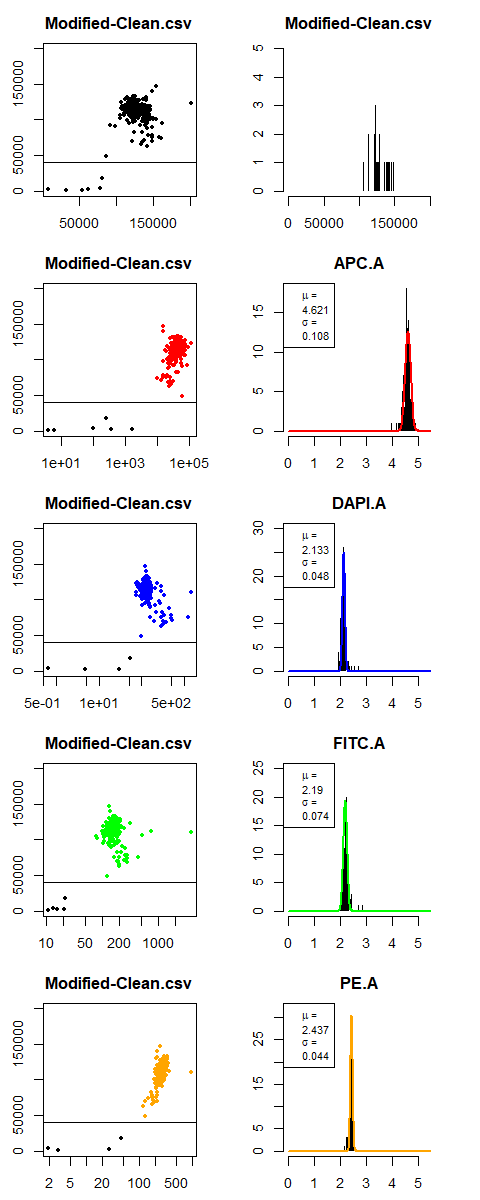 Modified-Clean.csv
Modified-Clean.csv
0 50000 150000
50000 150000
0 1 2 3 4 5
0 50000 150000
Modified-Clean.csv
APC.A
0 50000 150000
1e+01 1e+03 1e+05
μ =
4.621
σ =
0.108
0 5 10 15
0 1 2 3 4 5
Modified-Clean.csv
DAPI.A
0 50000 150000
5e-01 1e+01 5e+02
μ =
2.133
σ =
0.048
0 5 10 20 30
0 1 2 3 4 5
Modified-Clean.csv
FITC.A
0 50000 150000
10 50 200 1000
μ =
2.19
σ =
0.074
0 5 10 15 20 25
0 1 2 3 4 5
Modified-Clean.csv
PE.A
0 50000 150000
2 5 20 100 500
μ =
2.437
σ =
0.044
0 5 15 25
0 1 2 3 4 5